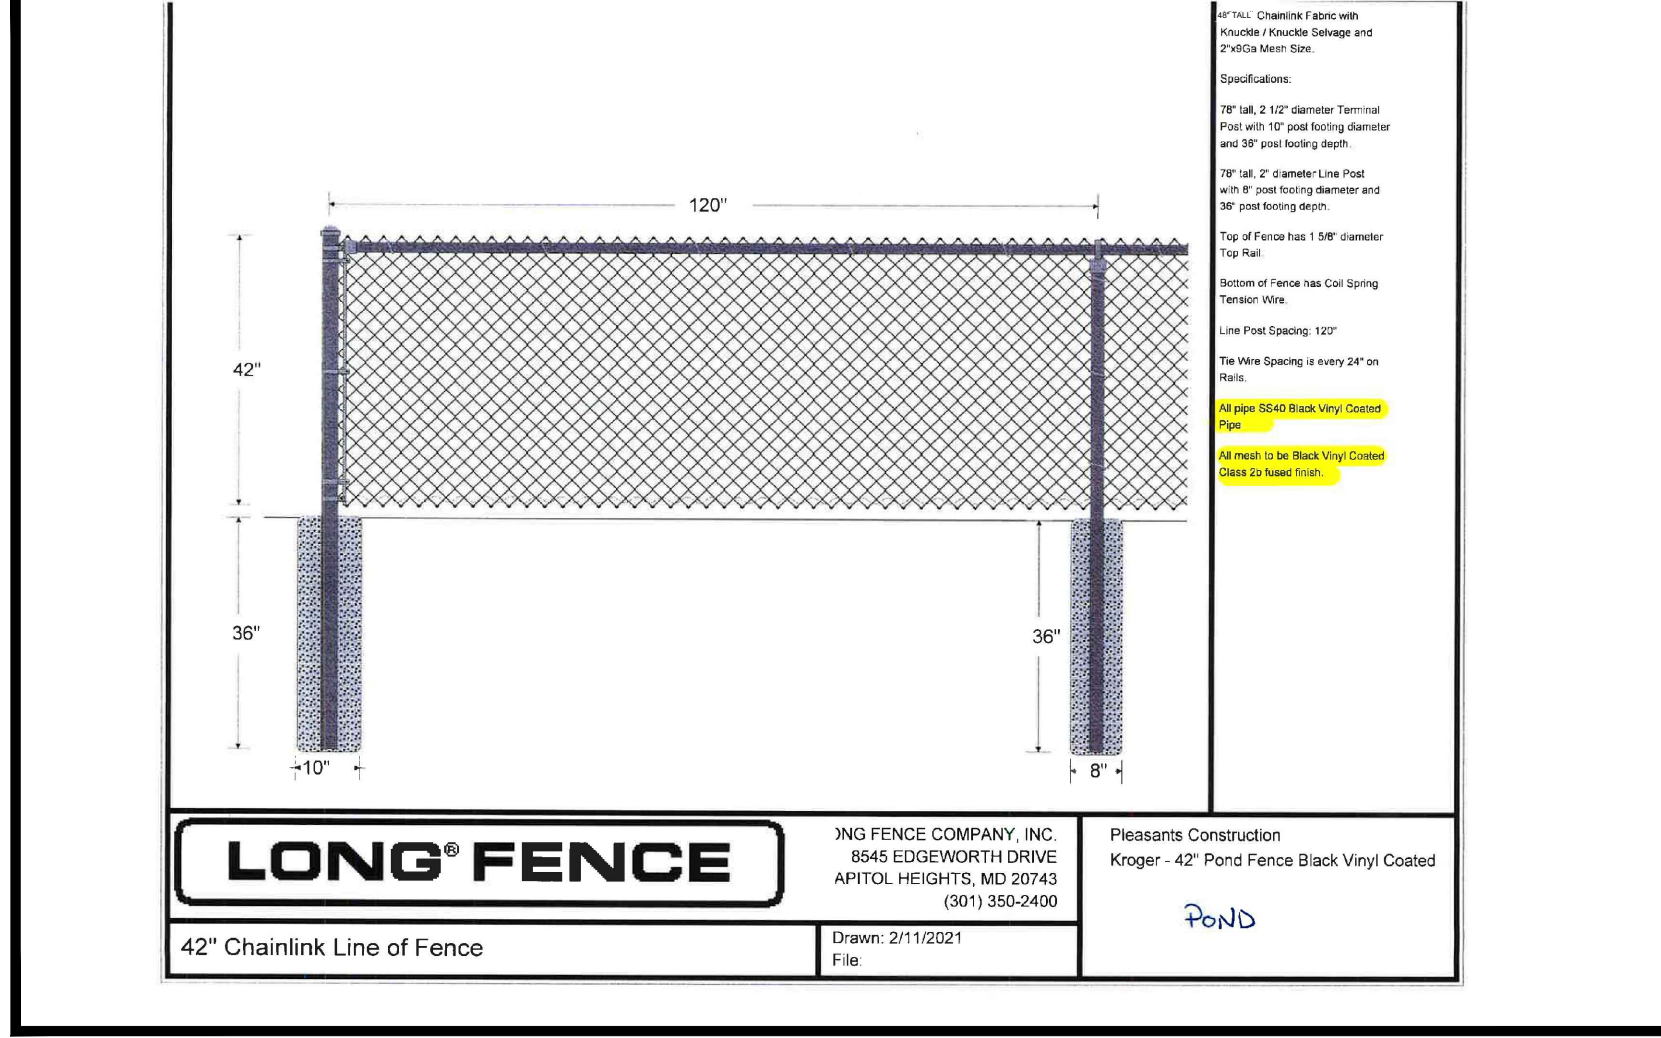 48" TALL Chainlink Fabric with
Knuckle / Knuckle Selvage and
2"x9Ga Mesh Size.
Specifications:
78" tall, 2 1/2" diameter Terminal
Post with 10" post footing diameter
and 36" post footing depth.
78" tall, 2" diameter Line Post
with 8" post footing diameter and
36" post footing depth.
Top of Fence has 1 5/8" diameter
Top Rail.
Bottom of Fence has Coil Spring
Tension Wire.
Line Post Spacing: 120"
Tie Wire Spacing is every 24" on
Rails.
All pipe SS40 Black Vinyl Coated
Pipe
All mesh to be Black Vinyl Coated
Class 2b fused finish.
120"
42"
36"
36"
10"
8"
LONG® FENCE
ONG FENCE COMPANY, INC.
8545 EDGEWORTH DRIVE
APITOL HEIGHTS, MD 20743
(301) 350-2400
Pleasants Construction
Kroger - 42" Pond Fence Black Vinyl Coated
POND
42" Chainlink Line of Fence
Drawn: 2/11/2021
File: